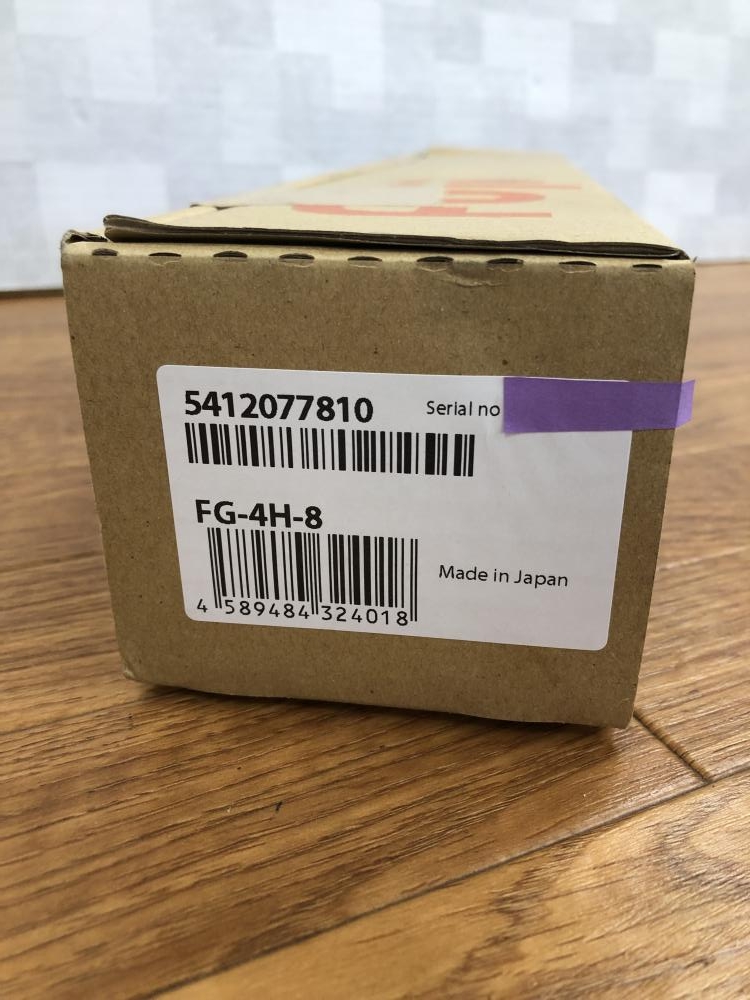 5412077810
Serial no
FG-4H-8
Made in Japan
4 589484 324018